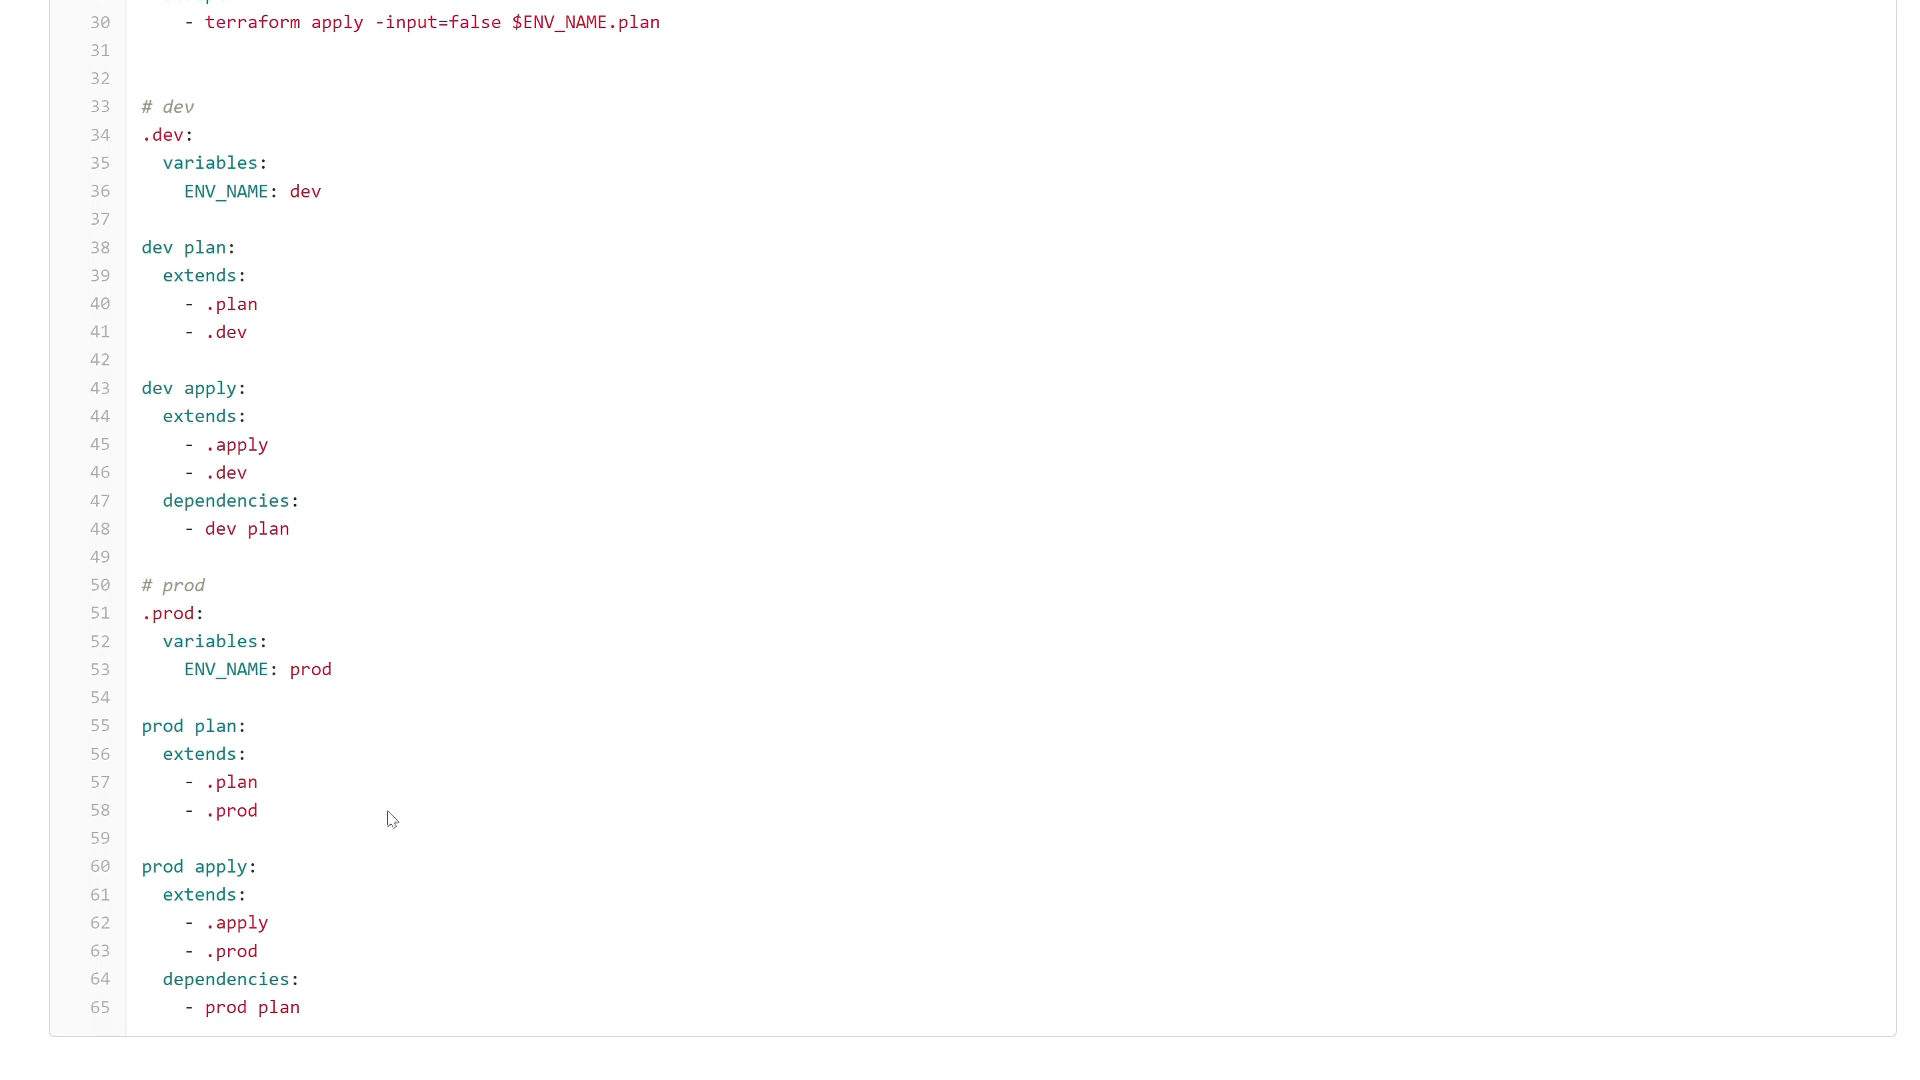 30 - terraform apply -input=false $ENV_NAME.plan
31
32
33 # dev
34 .dev:
35 variables:
36 ENV_NAME: dev
37
38 dev plan:
39 extends:
40 - .plan
41 - .dev
42
43 dev apply:
44 extends:
45 - .apply
46 - .dev
47 dependencies:
48 - dev plan
49
50 # prod
51 .prod:
52 variables:
53 ENV_NAME: prod
54
55 prod plan:
56 extends:
57 - .plan
58 - .prod
59
60 prod apply:
61 extends:
62 - .apply
63 - .prod
64 dependencies:
65 - prod plan